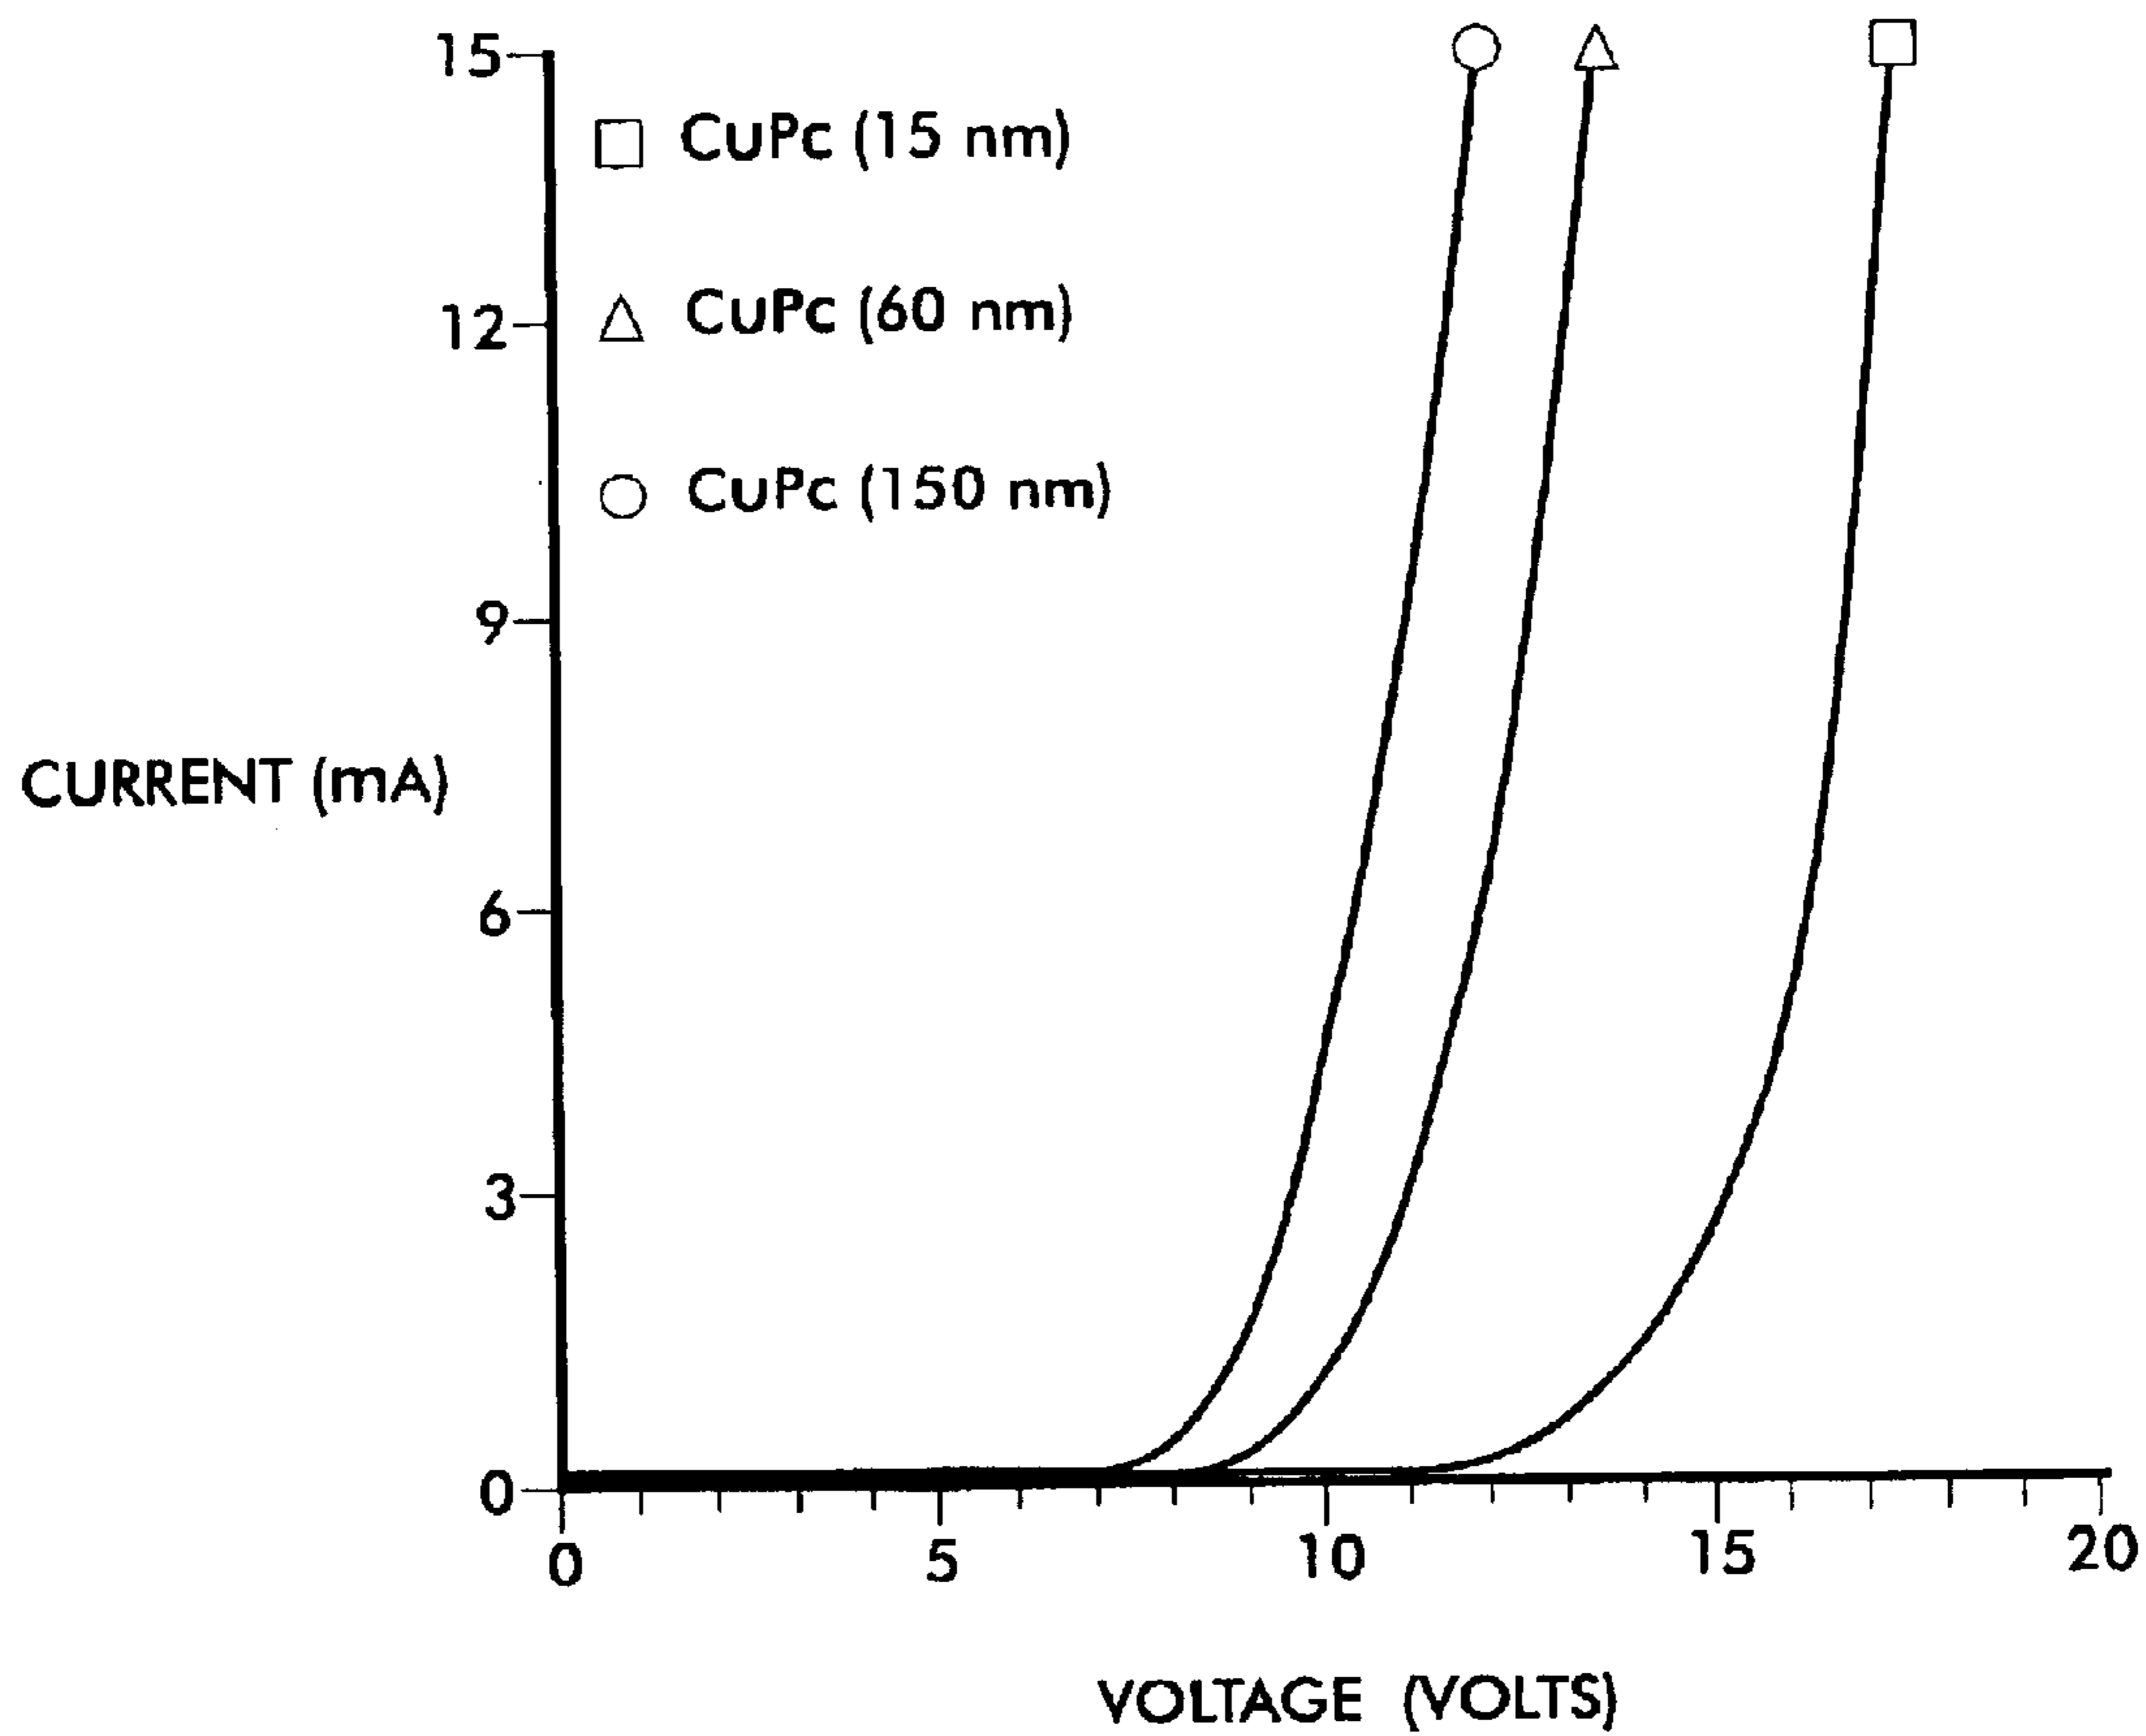 15
CuPc (15 nm)
CuPc (60 nm)
12
CuPc (150 nm)
9
CURRENT (mA)
6
3
0
0 5 10 15 20
VOLTAGE (VOLTS)